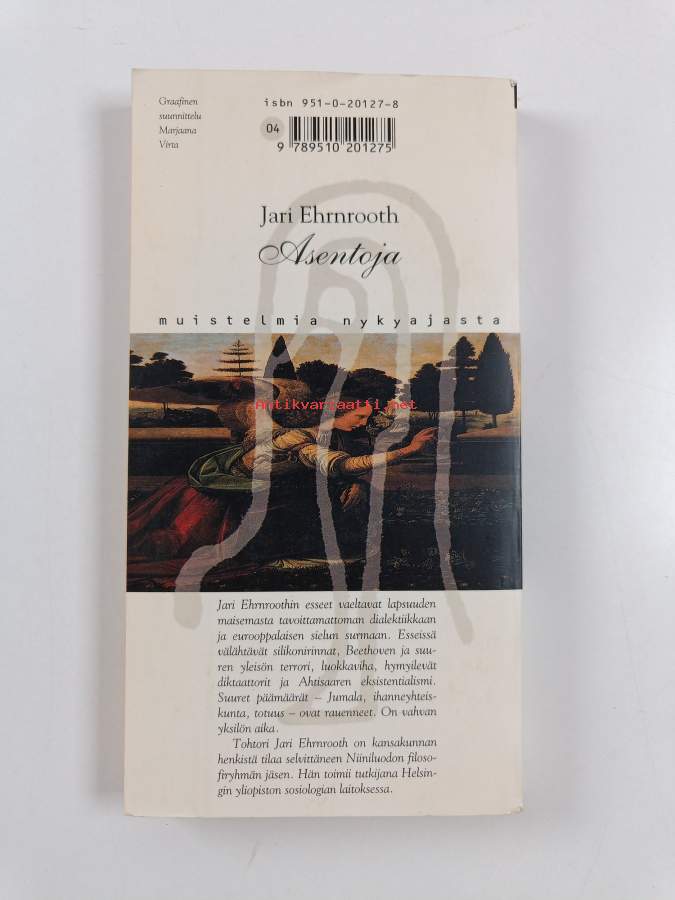 Graafinen
suunnittelu
Marjaana
Virta
isbn 951-0-20127-8
04
9 789510 201275
Jari Ehrnrooth
Asentoja
muistelmia nykyajasta
Antikvariaatti.net
Jari Ehrnroothin esseet vaeltavat lapsuuden
maisemasta tavoittamattoman dialektiikkaan
ja eurooppalaisen sielun surmaan. Esseissä
välähtävät silikonirinnat, Beethoven ja suu-
ren yleisön terrori, luokkaviha, hymyilevät
diktaattorit ja Ahtisaaren eksistentialismi.
Suuret päämäärät – Jumala, ihanneyhteis-
kunta, totuus – ovat rauenneet. On vahvan
yksilön aika.
Tohtori Jari Ehrnrooth on kansakunnan
henkistä tilaa selvittäneen Niiniluodon filoso-
firyhmän jäsen. Hän toimii tutkijana Helsin-
gin yliopiston sosiologian laitoksessa.